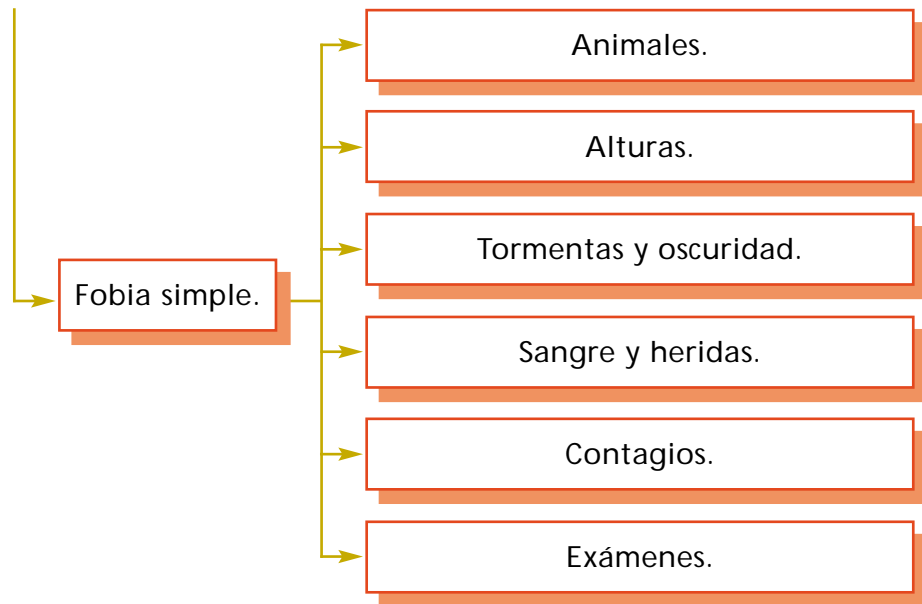 Fobia simple.
Animales.
Alturas.
Tormentas y oscuridad.
Sangre y heridas.
Contagios.
Exámenes.